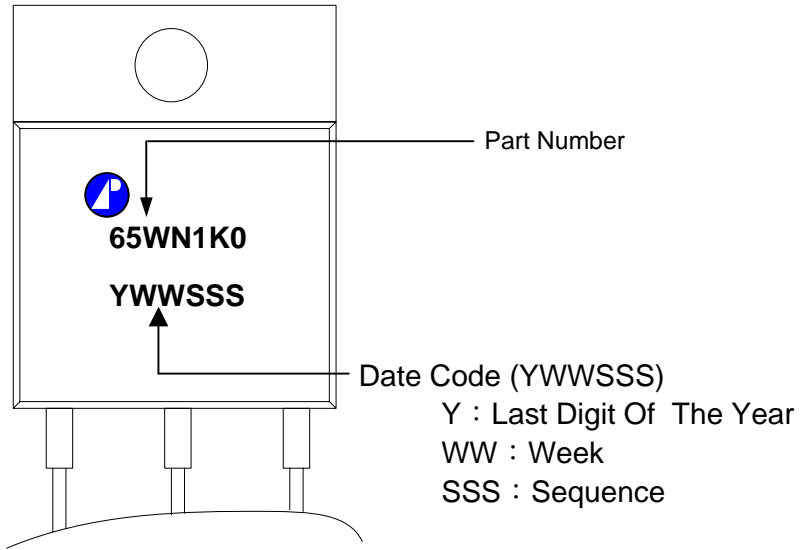 Part Number
65WN1K0
YWWSSS
Date Code (YWWSSS)
Y：Last Digit Of The Year
WW：Week
SSS：Sequence